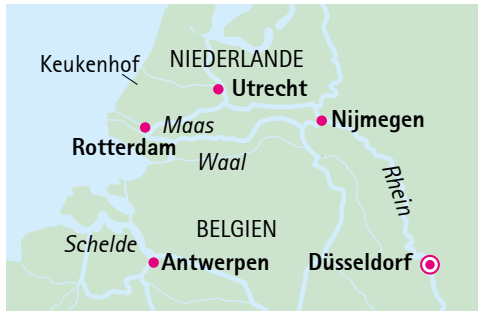 NIEDERLANDE
Keukenhof
Utrecht
Maas
Nijmegen
Rotterdam
Waal
Rhein
BELGIEN
Schelde
Antwerpen
Düsseldorf